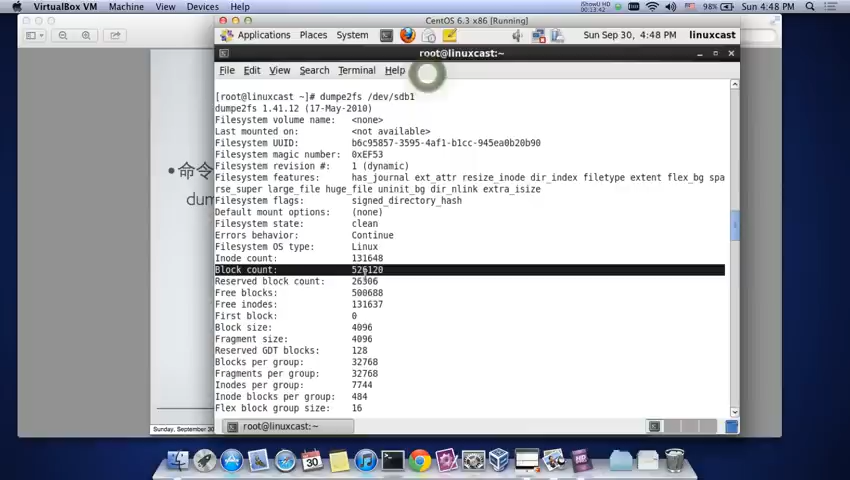 VirtualBox VM Machine View Devices Help
98% Sun 4:48 PM
CentOS 6.3 x86 [Running]
Applications Places System
Sun Sep 30, 4:48 PM linuxcast
root@linuxcast:~
File Edit View Search Terminal Help
[root@linuxcast ~]# dumpe2fs /dev/sdb1
dumpe2fs 1.41.12 (17-May-2010)
Filesystem volume name: <none>
Last mounted on: <not available>
Filesystem UUID: b6c95857-3595-4af1-b1cc-945ea0b20b90
Filesystem magic number: 0xEF53
Filesystem revision #: 1 (dynamic)
Filesystem features: has_journal ext_attr resize_inode dir_index filetype extent flex_bg spa
rse_super large_file huge_file uninit_bg dir_nlink extra_isize
Filesystem flags: signed_directory_hash
Default mount options: (none)
Filesystem state: clean
Errors behavior: Continue
Filesystem OS type: Linux
Inode count: 131648
Block count: 526120
Reserved block count: 26306
Free blocks: 500688
Free inodes: 131637
First block: 0
Block size: 4096
Fragment size: 4096
Reserved GDT blocks: 128
Blocks per group: 32768
Fragments per group: 32768
Inodes per group: 7744
Inode blocks per group: 484
Flex block group size: 16
root@linuxcast:~
•命令
dum
Sunday, September 30
30